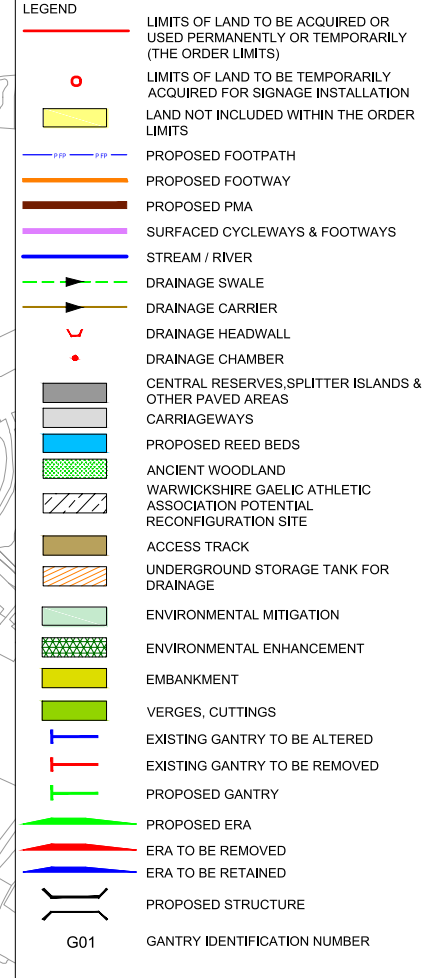 LEGEND
LIMITS OF LAND TO BE ACQUIRED OR
USED PERMANENTLY OR TEMPORARILY
(THE ORDER LIMITS)
LIMITS OF LAND TO BE TEMPORARILY
ACQUIRED FOR SIGNAGE INSTALLATION
LAND NOT INCLUDED WITHIN THE ORDER
LIMITS
PFP PFP PROPOSED FOOTPATH
PROPOSED FOOTWAY
PROPOSED PMA
SURFACED CYCLEWAYS & FOOTWAYS
STREAM / RIVER
DRAINAGE SWALE
DRAINAGE CARRIER
DRAINAGE HEADWALL
DRAINAGE CHAMBER
CENTRAL RESERVES,SPLITTER ISLANDS &
OTHER PAVED AREAS
CARRIAGEWAYS
PROPOSED REED BEDS
ANCIENT WOODLAND
WARWICKSHIRE GAELIC ATHLETIC
ASSOCIATION POTENTIAL
RECONFIGURATION SITE
ACCESS TRACK
UNDERGROUND STORAGE TANK FOR
DRAINAGE
ENVIRONMENTAL MITIGATION
ENVIRONMENTAL ENHANCEMENT
EMBANKMENT
VERGES, CUTTINGS
EXISTING GANTRY TO BE ALTERED
EXISTING GANTRY TO BE REMOVED
PROPOSED GANTRY
PROPOSED ERA
ERA TO BE REMOVED
ERA TO BE RETAINED
PROPOSED STRUCTURE
G01 GANTRY IDENTIFICATION NUMBER